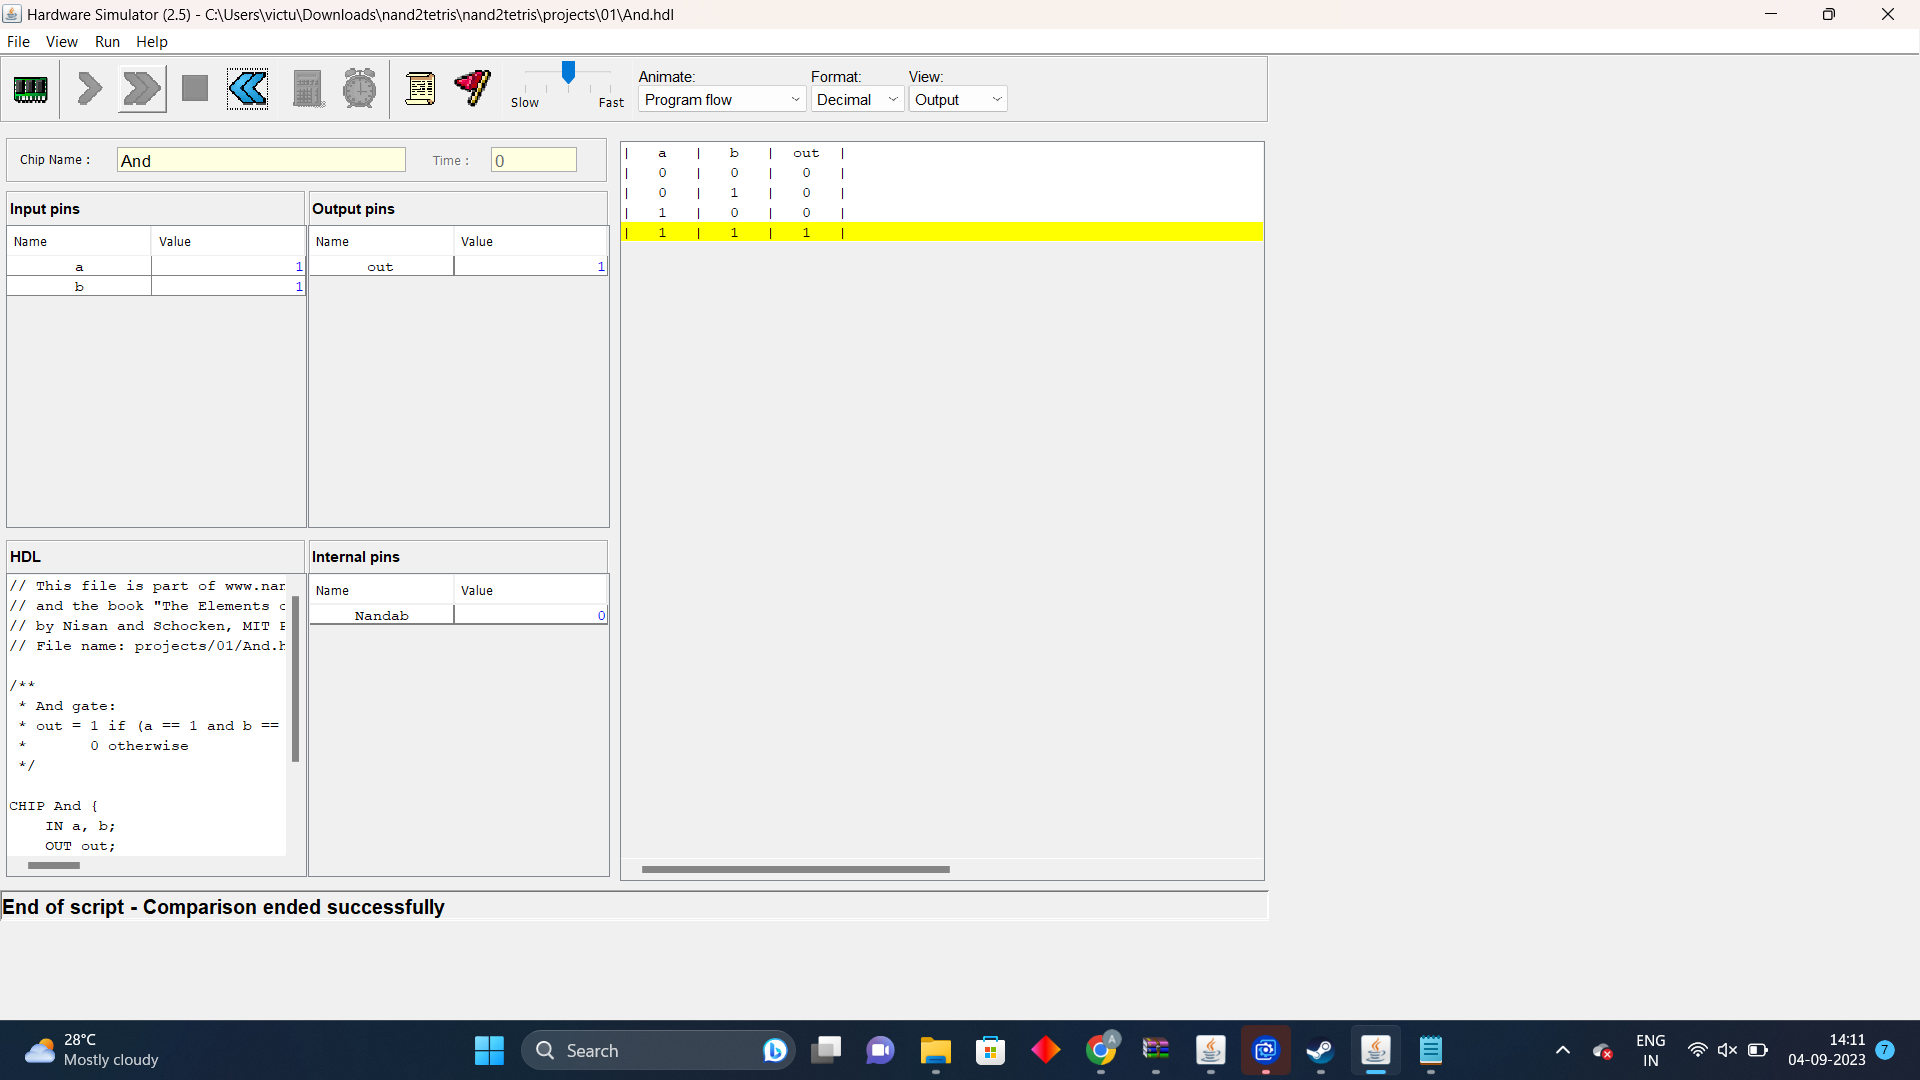 Hardware Simulator (2.5) - C:\Users\victu\Downloads\nand2tetris\nand2tetris\projects\01\And.hdl
File View Run Help
Slow Fast
Animate: Format: View:
Program flow Decimal Output
Chip Name : And Time : 0
Input pins
Name Value
a 1
b 1
Output pins
Name Value
out 1
| a | b | out |
| 0 | 0 | 0 |
| 0 | 1 | 0 |
| 1 | 0 | 0 |
| 1 | 1 | 1 |
HDL
// This file is part of www.nan
// and the book "The Elements o
// by Nisan and Schocken, MIT P
// File name: projects/01/And.h
/**
* And gate:
* out = 1 if (a == 1 and b ==
* 0 otherwise
*/
CHIP And {
IN a, b;
OUT out;
Internal pins
Name Value
Nandab 0
End of script - Comparison ended successfully
28°C
Mostly cloudy
Search
A
ENG
IN
14:11
04-09-2023
7